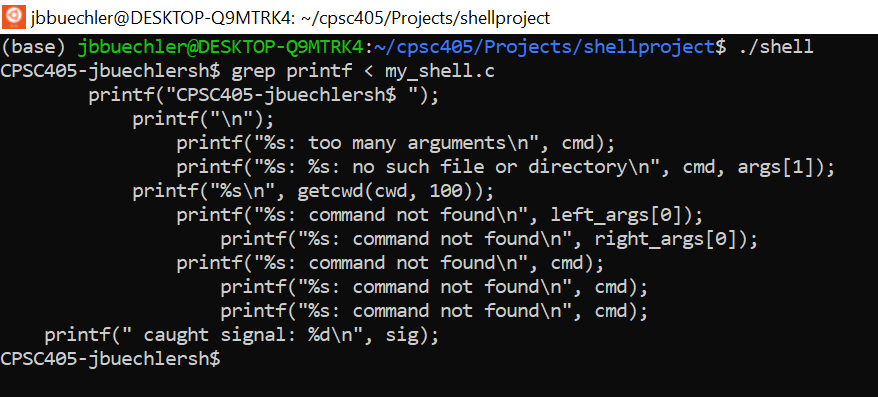 jbbuechler@DESKTOP-Q9MTRK4: ~/cpsc405/Projects/shellproject
(base) jbbuechler@DESKTOP-Q9MTRK4:~/cpsc405/Projects/shellproject$ ./shell
CPSC405-jbuechlersh$ grep printf < my_shell.c
        printf("CPSC405-jbuechlersh$ ");
            printf("\n");
                printf("%s: too many arguments\n", cmd);
                printf("%s: %s: no such file or directory\n", cmd, args[1]);
            printf("%s\n", getcwd(cwd, 100));
                printf("%s: command not found\n", left_args[0]);
                    printf("%s: command not found\n", right_args[0]);
                printf("%s: command not found\n", cmd);
                    printf("%s: command not found\n", cmd);
                    printf("%s: command not found\n", cmd);
    printf(" caught signal: %d\n", sig);
CPSC405-jbuechlersh$